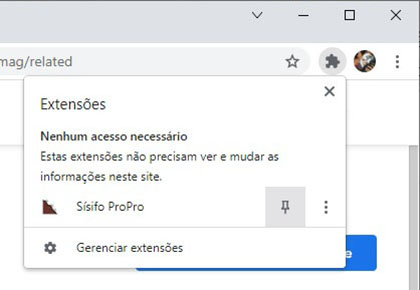 mag/related
Extensões
Nenhum acesso necessário
Estas extensões não precisam ver e mudar as
informações neste site.
Sísifo ProPro
Gerenciar extensões
e